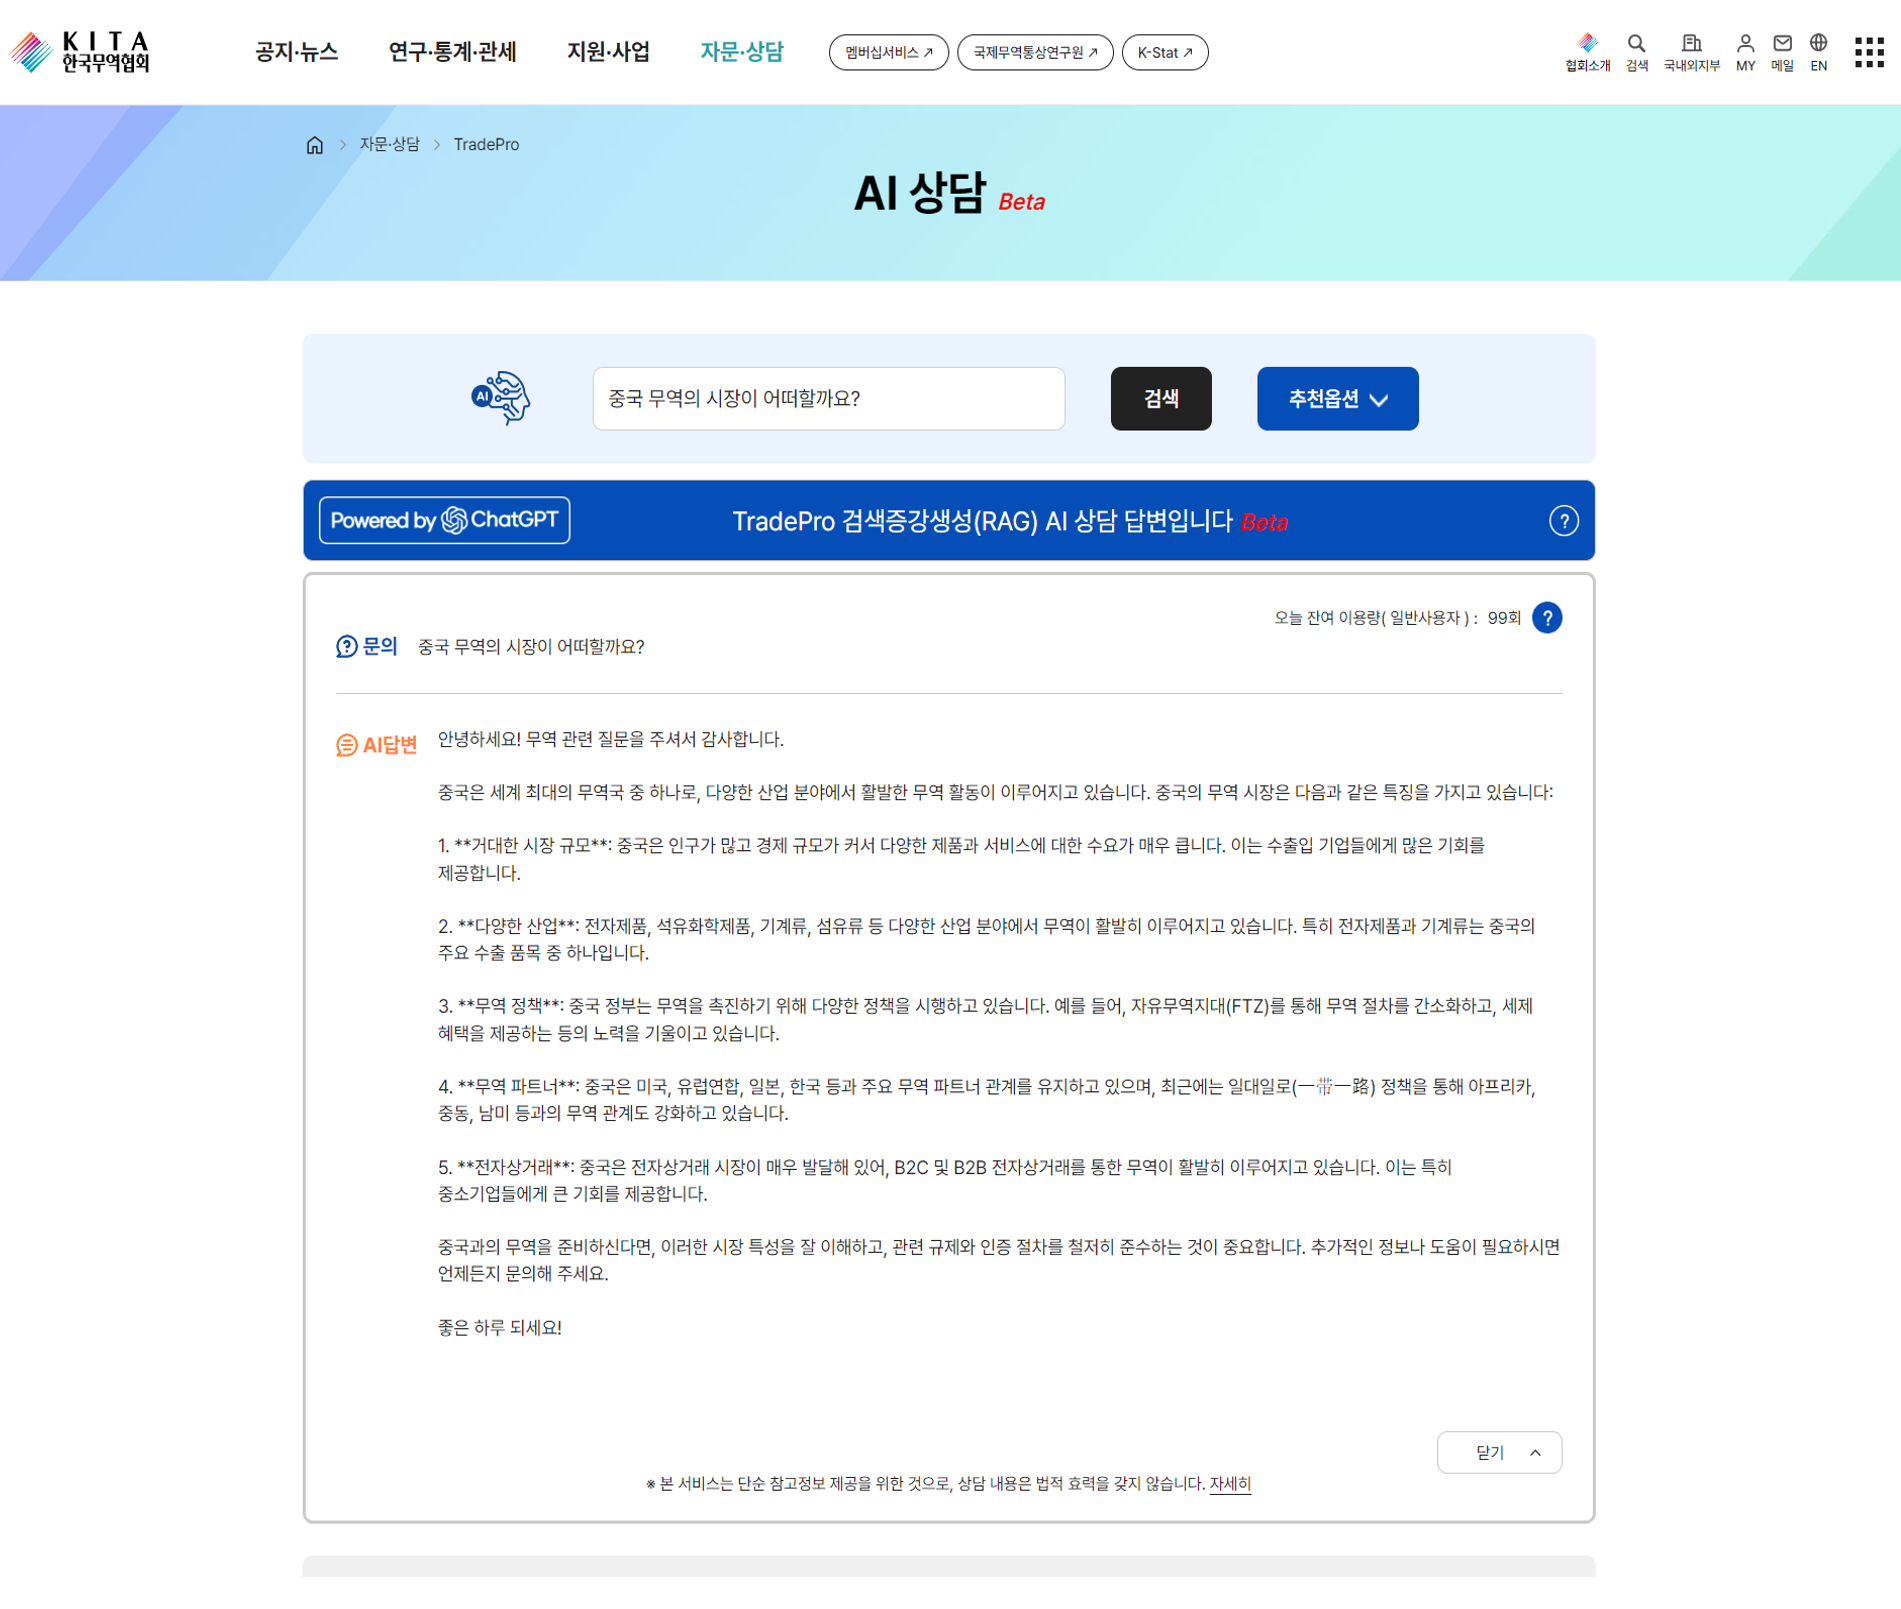 KITA
한국무역협회
공지·뉴스
연구·통계·관세
지원·사업
자문·상담
멤버십서비스
국제무역통상연구원
K-Stat
협회소개
검색
국내외지부
MY
메일
EN
자문·상담 > TradePro
AI 상담 Beta
AI
중국 무역의 시장이 어떠할까요?
검색
추천옵션
Powered by ChatGPT
TradePro 검색증강생성(RAG) AI 상담 답변입니다 Beta
?
오늘 잔여 이용량( 일반사용자 ) : 99회 ?
문의 중국 무역의 시장이 어떠할까요?
AI답변 안녕하세요! 무역 관련 질문을 주셔서 감사합니다.
중국은 세계 최대의 무역국 중 하나로, 다양한 산업 분야에서 활발한 무역 활동이 이루어지고 있습니다. 중국의 무역 시장은 다음과 같은 특징을 가지고 있습니다:
1. **거대한 시장 규모**: 중국은 인구가 많고 경제 규모가 커서 다양한 제품과 서비스에 대한 수요가 매우 큽니다. 이는 수출입 기업들에게 많은 기회를
제공합니다.
2. **다양한 산업**: 전자제품, 석유화학제품, 기계류, 섬유류 등 다양한 산업 분야에서 무역이 활발히 이루어지고 있습니다. 특히 전자제품과 기계류는 중국의
주요 수출 품목 중 하나입니다.
3. **무역 정책**: 중국 정부는 무역을 촉진하기 위해 다양한 정책을 시행하고 있습니다. 예를 들어, 자유무역지대(FTZ)를 통해 무역 절차를 간소화하고, 세제
혜택을 제공하는 등의 노력을 기울이고 있습니다.
4. **무역 파트너**: 중국은 미국, 유럽연합, 일본, 한국 등과 주요 무역 파트너 관계를 유지하고 있으며, 최근에는 일대일로(一带一路) 정책을 통해 아프리카,
중동, 남미 등과의 무역 관계도 강화하고 있습니다.
5. **전자상거래**: 중국은 전자상거래 시장이 매우 발달해 있어, B2C 및 B2B 전자상거래를 통한 무역이 활발히 이루어지고 있습니다. 이는 특히
중소기업들에게 큰 기회를 제공합니다.
중국과의 무역을 준비하신다면, 이러한 시장 특성을 잘 이해하고, 관련 규제와 인증 절차를 철저히 준수하는 것이 중요합니다. 추가적인 정보나 도움이 필요하시면
언제든지 문의해 주세요.
좋은 하루 되세요!
닫기
※ 본 서비스는 단순 참고정보 제공을 위한 것으로, 상담 내용은 법적 효력을 갖지 않습니다. 자세히